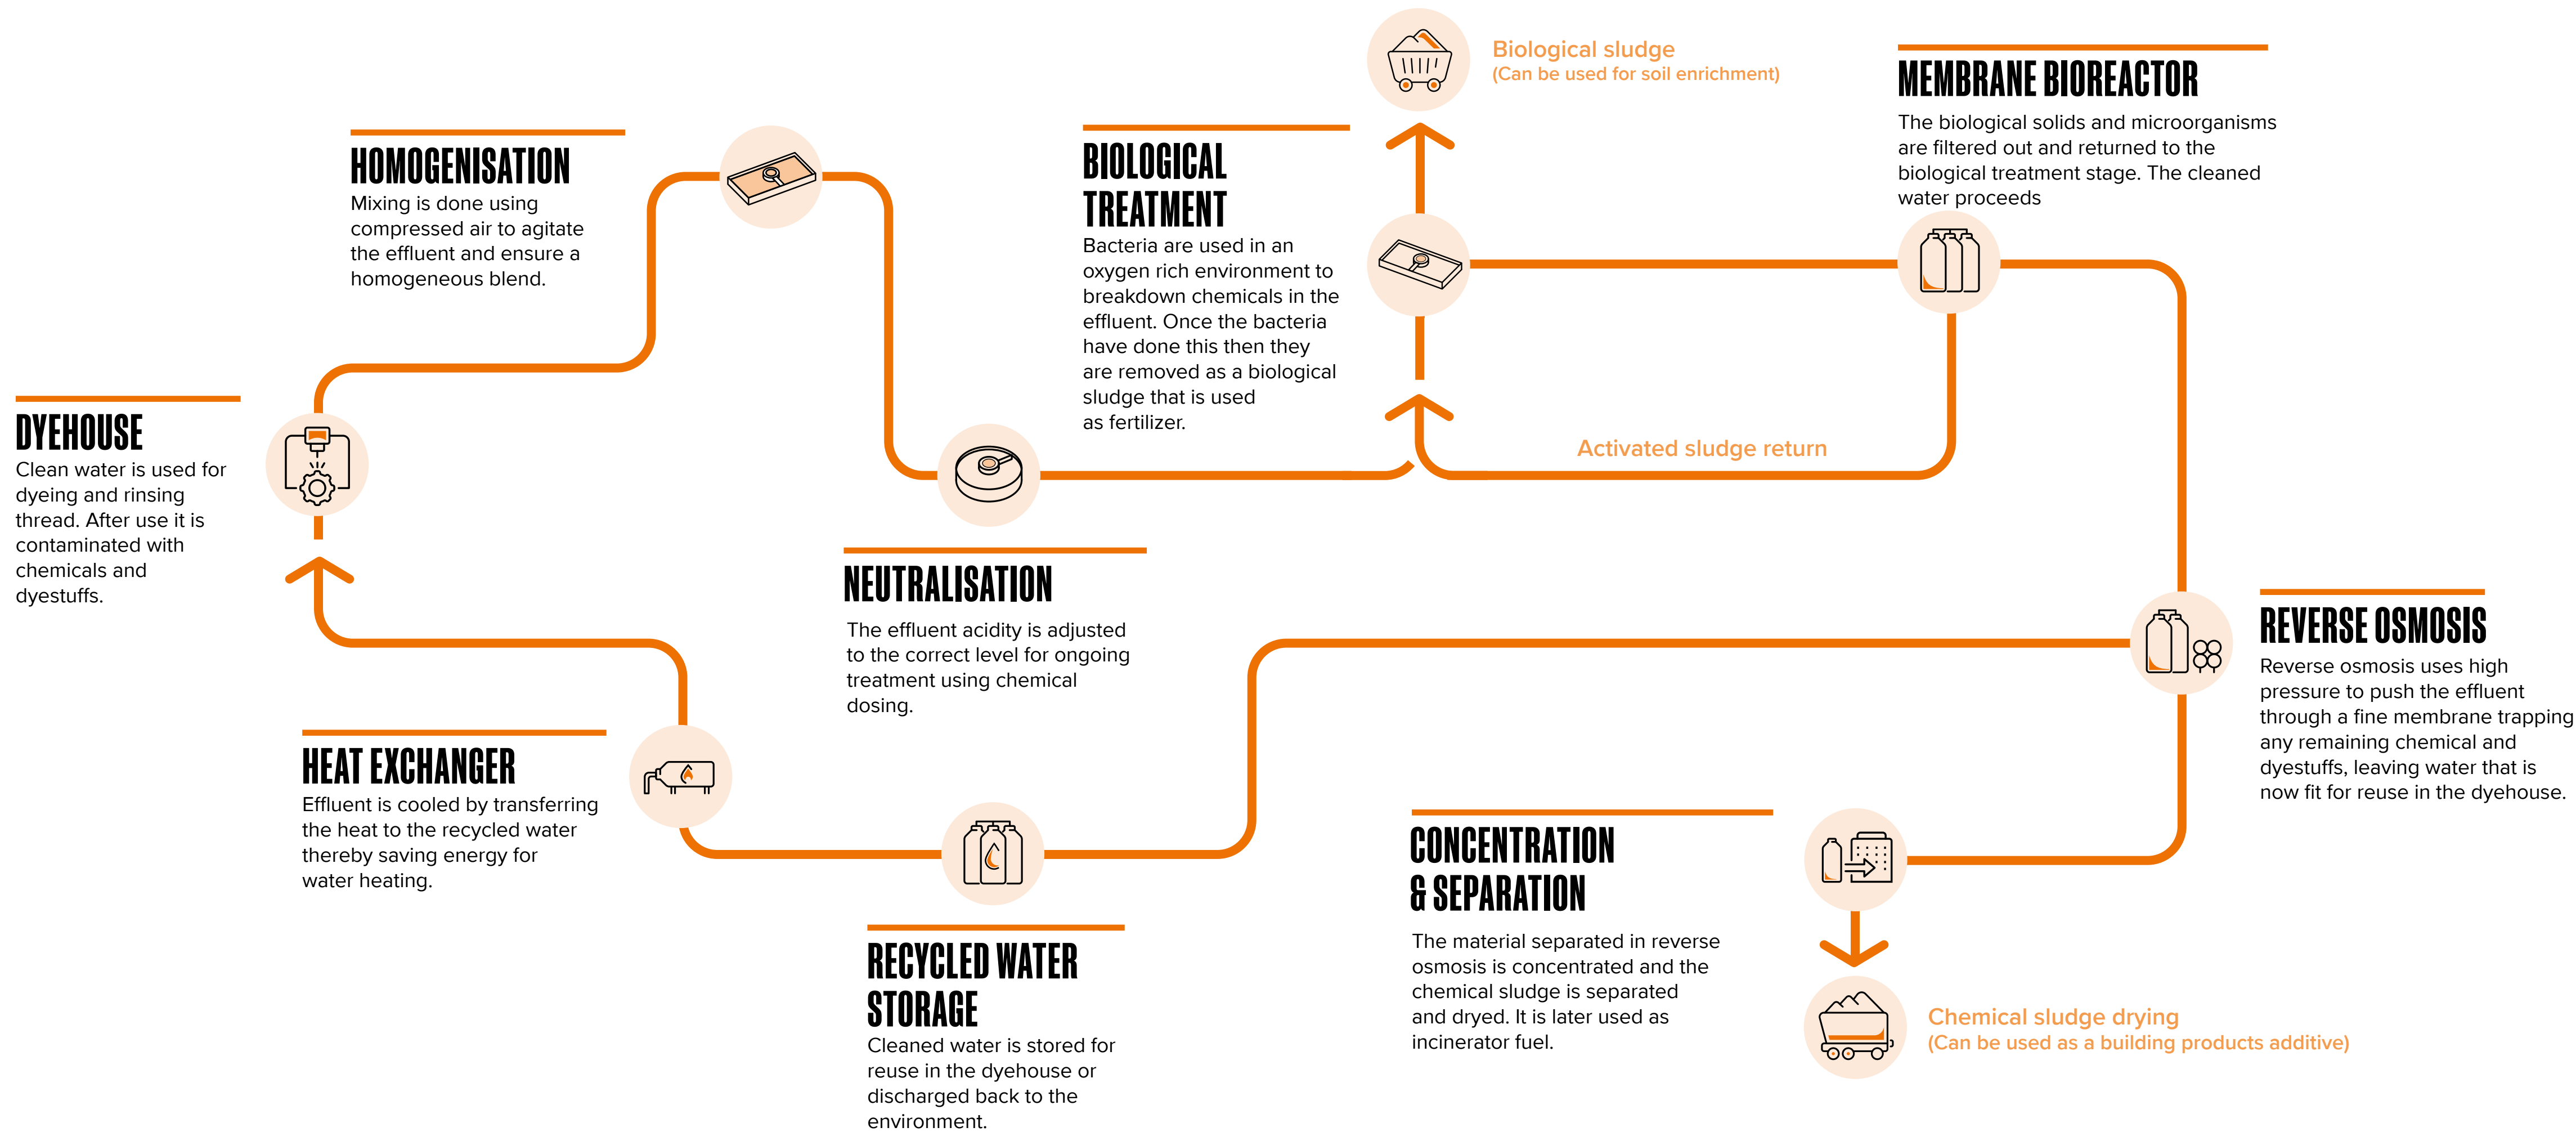 Biological sludge
(Can be used for soil enrichment)
MEMBRANE BIOREACTOR
The biological solids and microorganisms
are filtered out and returned to the
biological treatment stage. The cleaned
water proceeds
HOMOGENISATION
Mixing is done using
compressed air to agitate
the effluent and ensure a
homogeneous blend.
BIOLOGICAL
TREATMENT
Bacteria are used in an
oxygen rich environment to
breakdown chemicals in the
effluent. Once the bacteria
have done this then they
are removed as a biological
sludge that is used
as fertilizer.
DYEHOUSE
Clean water is used for
dyeing and rinsing
thread. After use it is
contaminated with
chemicals and
dyestuffs.
Activated sludge return
NEUTRALISATION
The effluent acidity is adjusted
to the correct level for ongoing
treatment using chemical
dosing.
REVERSE OSMOSIS
Reverse osmosis uses high
pressure to push the effluent
through a fine membrane trapping
any remaining chemical and
dyestuffs, leaving water that is
now fit for reuse in the dyehouse.
HEAT EXCHANGER
Effluent is cooled by transferring
the heat to the recycled water
thereby saving energy for
water heating.
CONCENTRATION
& SEPARATION
The material separated in reverse
osmosis is concentrated and the
chemical sludge is separated
and dryed. It is later used as
incinerator fuel.
RECYCLED WATER
STORAGE
Cleaned water is stored for
reuse in the dyehouse or
discharged back to the
environment.
Chemical sludge drying
(Can be used as a building products additive)